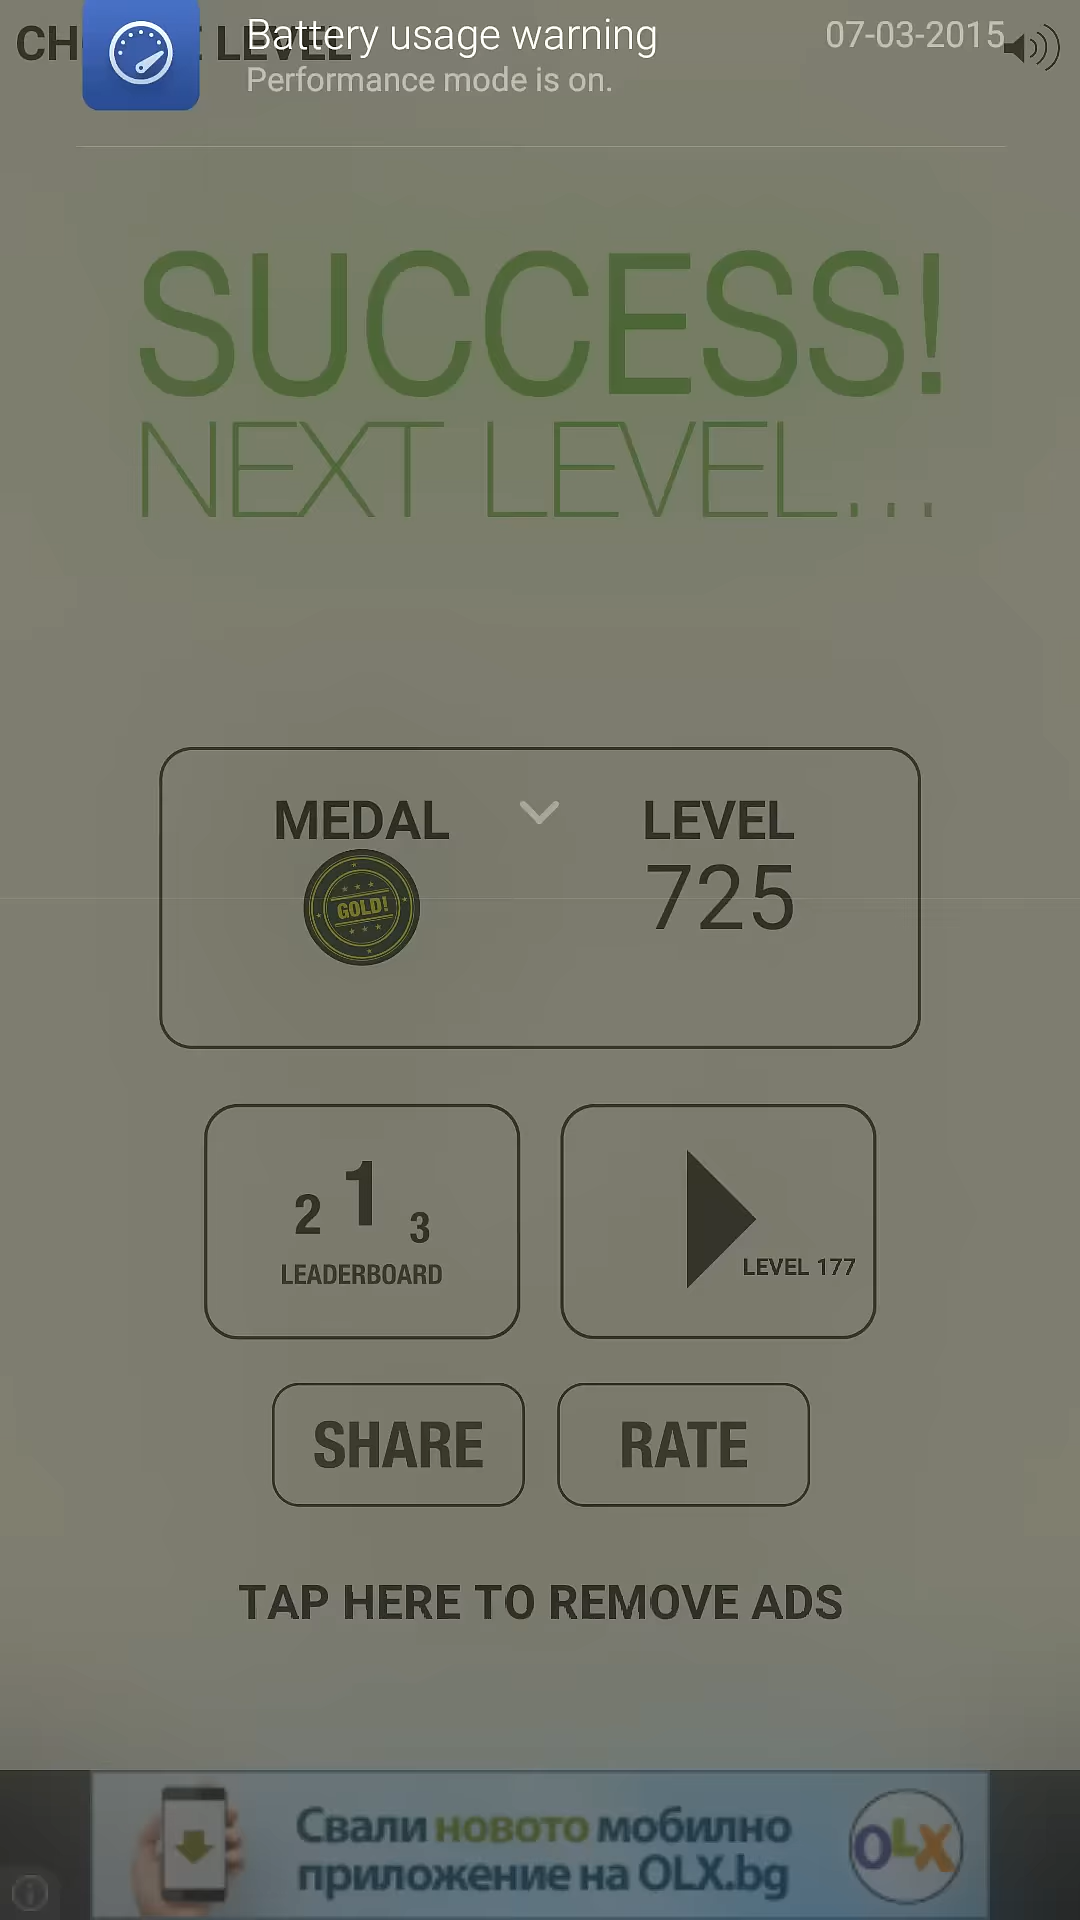 Battery usage warning
07-03-2015
Performance mode is on.
LEVEL
SUCCESS!
NEXT LEVEL...
MEDAL
LEVEL
GOLD!
725
2 1 3
LEADERBOARD
LEVEL 177
SHARE
RATE
TAP HERE TO REMOVE ADS
Свали новото мобилно
приложение на OLX.bg
OLX